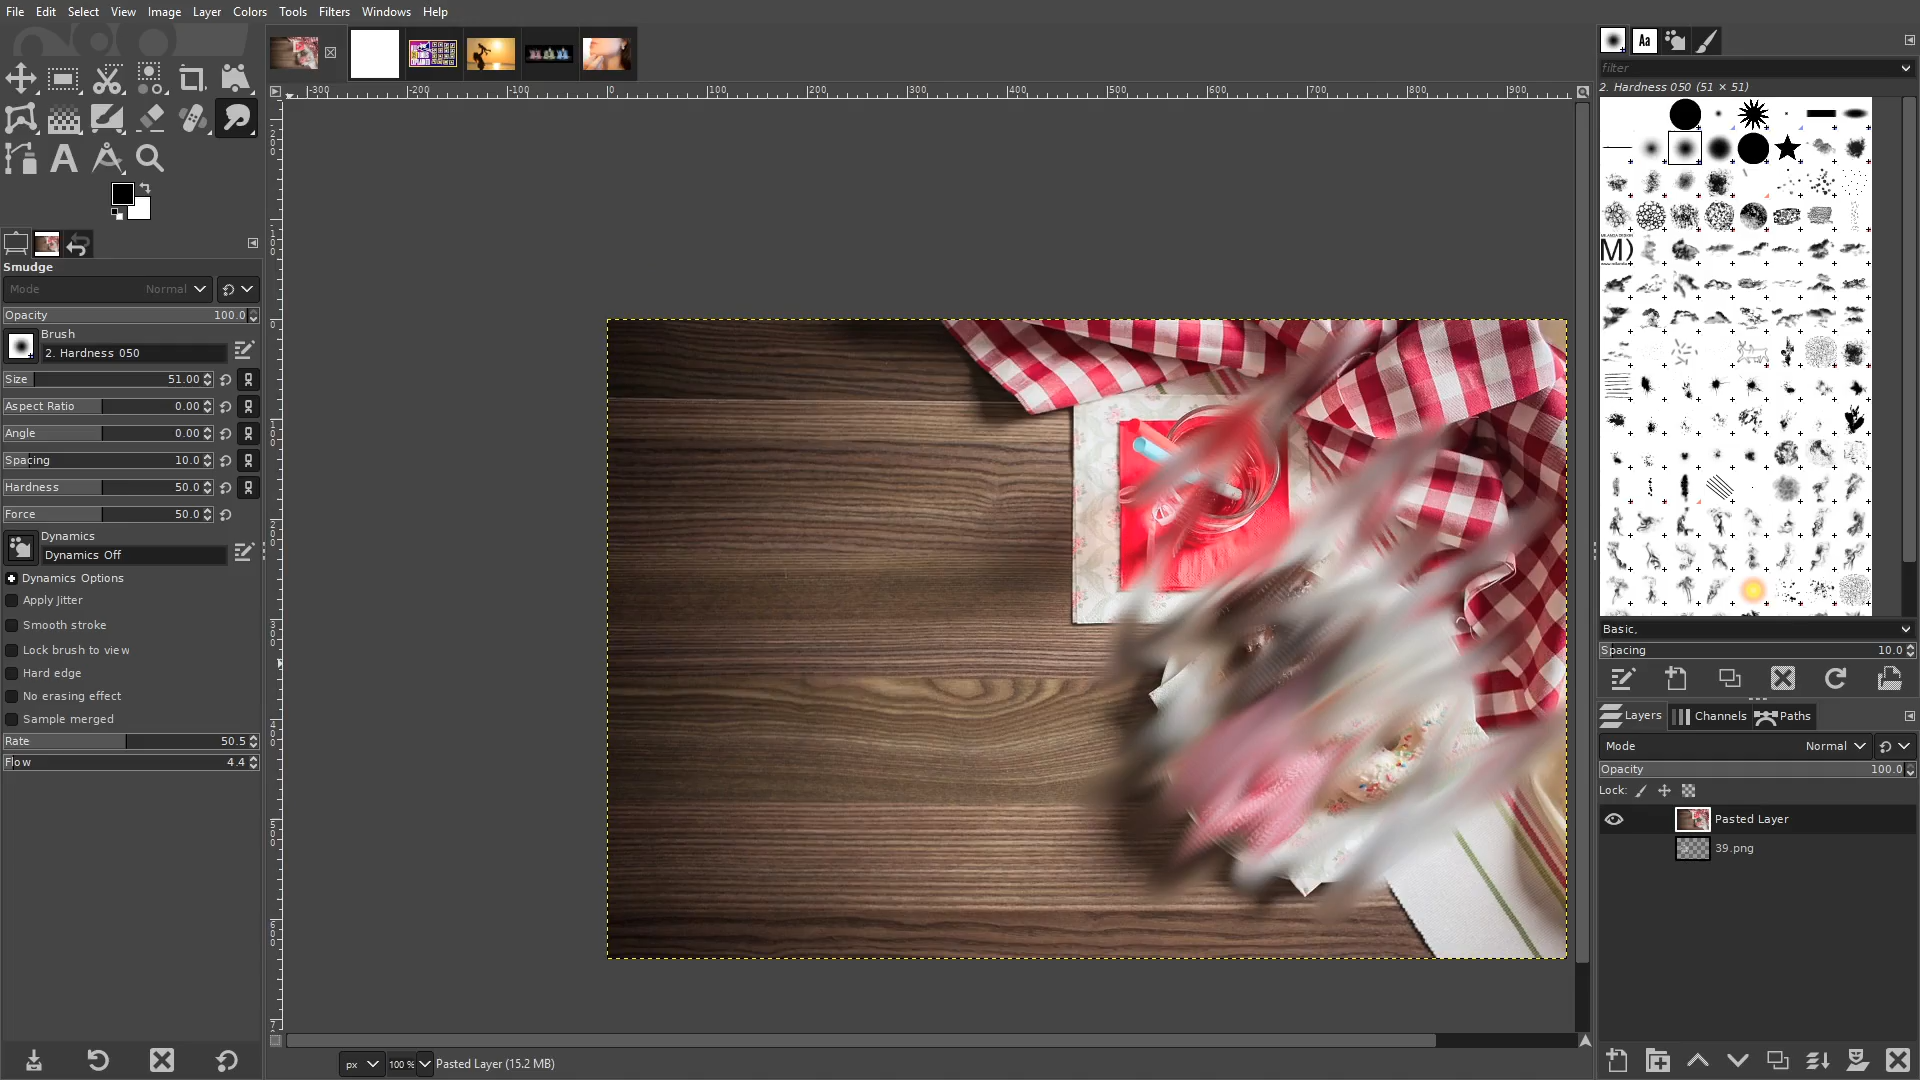 File Edit Select View Image Layer Colors Tools Filters Windows Help
Aa
filter
2. Hardness 050 (51 × 51)
-300 -200 -100 0 100 200 300 400 500 600 700 800 900
Smudge
Mode Normal
Opacity 100.0
Brush
2. Hardness 050
Size 51.00
Aspect Ratio 0.00
Angle 0.00
Spacing 10.0
Hardness 50.0
Force 50.0
Dynamics
Dynamics Off
Dynamics Options
Apply Jitter
Smooth stroke
Lock brush to view
Hard edge
No erasing effect
Sample merged
Rate 50.5
Flow 4.4
M)
Basic,
Spacing 10.0
Layers Channels Paths
Mode Normal
Opacity 100.0
Lock:
Pasted Layer
39.png
px 100 % Pasted Layer (15.2 MB)